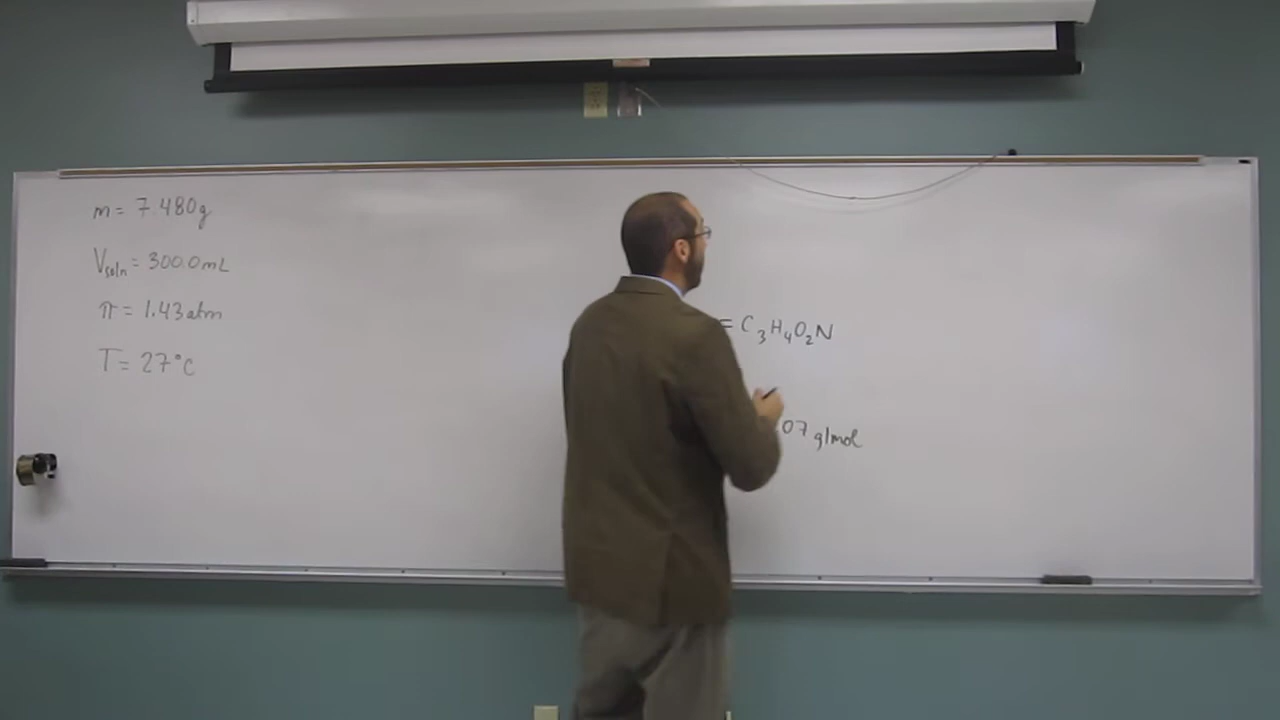 m = 7.480g
Vsoln = 300.0mL
π = 1.43atm
T = 27°C
= C3H4O2N
07 g/mol